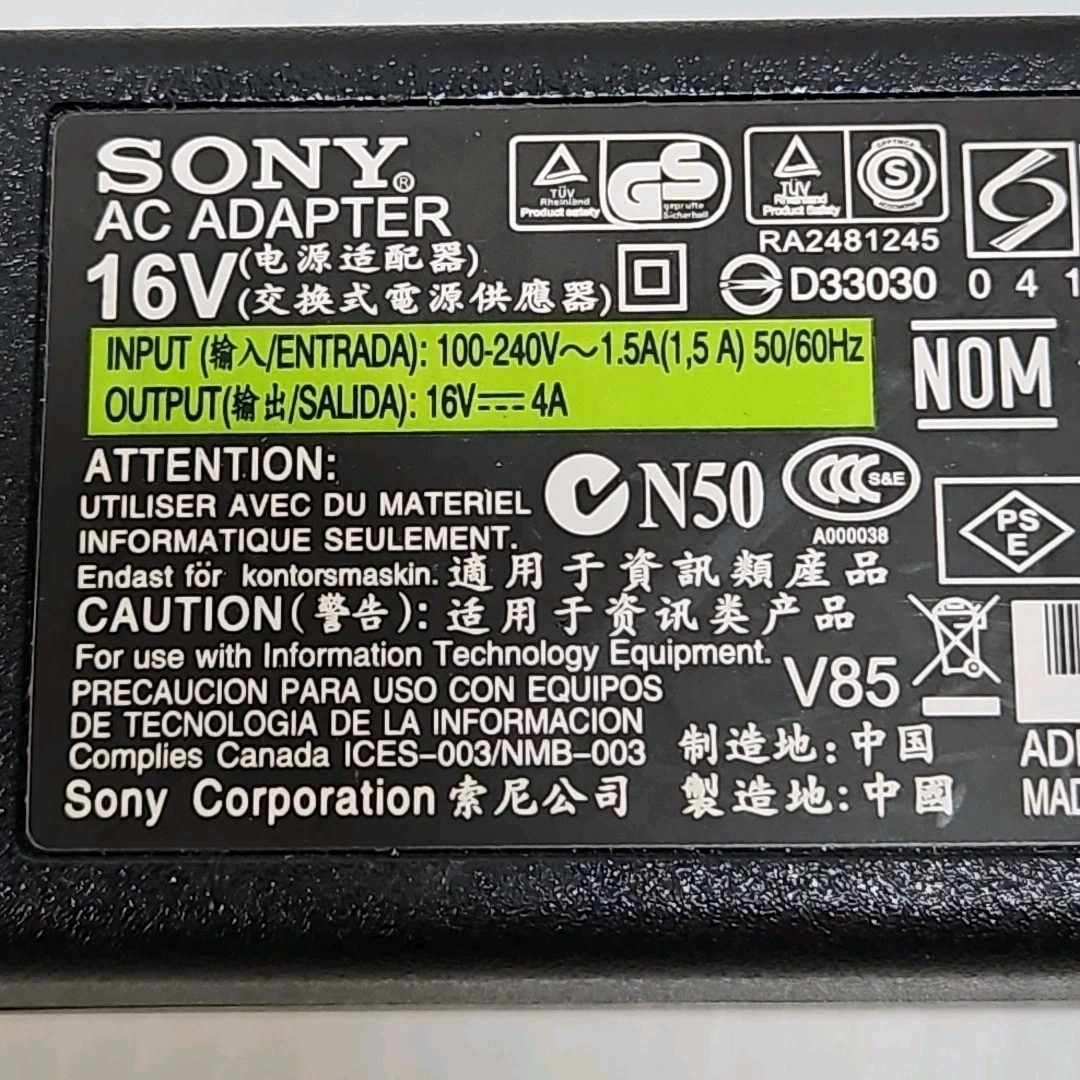 SONY®
AC ADAPTER
16V (电源适配器)
(交换式電源供應器)
TÜV
Rheinland
Product safety
GS
geprüfte
Sicherheit
TÜV
Rheinland
Product Safety
S
RA2481245
D33030
0 4 1
INPUT (输入/ENTRADA): 100-240V～1.5A(1,5 A) 50/60Hz
OUTPUT(输出/SALIDA): 16V⎓4A
NOM
ATTENTION:
UTILISER AVEC DU MATERIEL
INFORMATIQUE SEULEMENT.
N50
CCC S&E
A000038
PS
E
Endast för kontorsmaskin. 適用于資訊類産品
CAUTION(警告): 适用于资讯类产品
For use with Information Technology Equipment.
V85
PRECAUCION PARA USO CON EQUIPOS
DE TECNOLOGIA DE LA INFORMACION
Complies Canada ICES-003/NMB-003
制造地: 中国
Sony Corporation 索尼公司
製造地: 中國